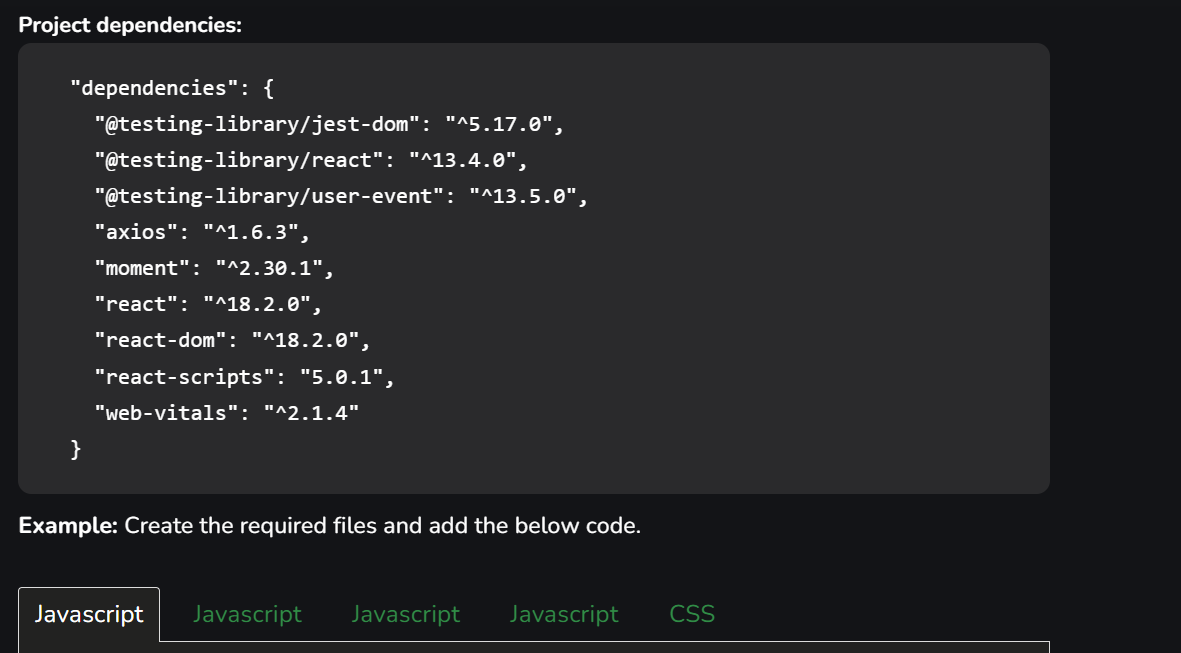 Project dependencies:
"dependencies": {
"@testing-library/jest-dom": "^5.17.0",
"@testing-library/react": "^13.4.0",
"@testing-library/user-event": "^13.5.0",
"axios": "^1.6.3",
"moment": "^2.30.1",
"react": "^18.2.0",
"react-dom": "^18.2.0",
"react-scripts": "5.0.1",
"web-vitals": "^2.1.4"
}
Example: Create the required files and add the below code.
Javascript Javascript Javascript Javascript CSS